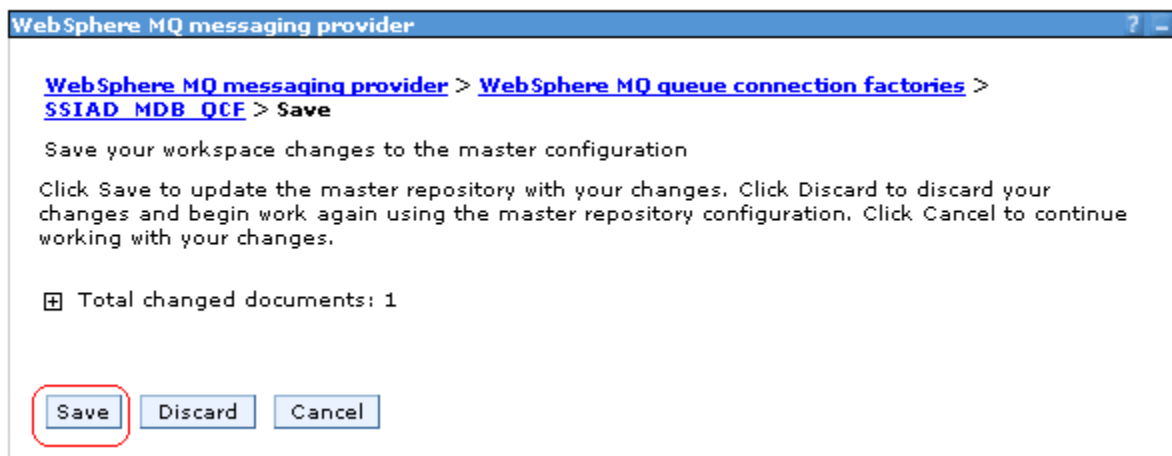 WebSphere MQ messaging provider ? –
WebSphere MQ messaging provider > WebSphere MQ queue connection factories >
SSIAD_MDB_QCF > Save
Save your workspace changes to the master configuration
Click Save to update the master repository with your changes. Click Discard to discard your
changes and begin work again using the master repository configuration. Click Cancel to continue
working with your changes.
+ Total changed documents: 1
Save Discard Cancel